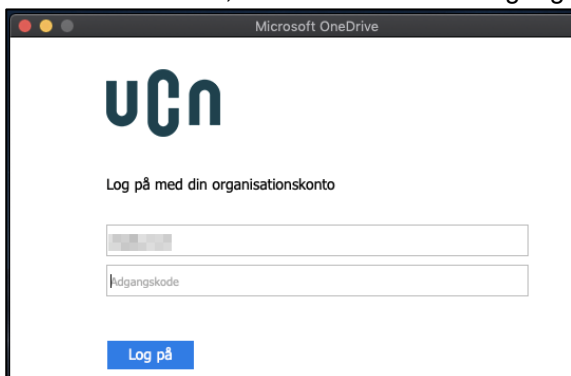 Microsoft OneDrive
ucn
Log på med din organisationskonto
Adgangskode
Log på